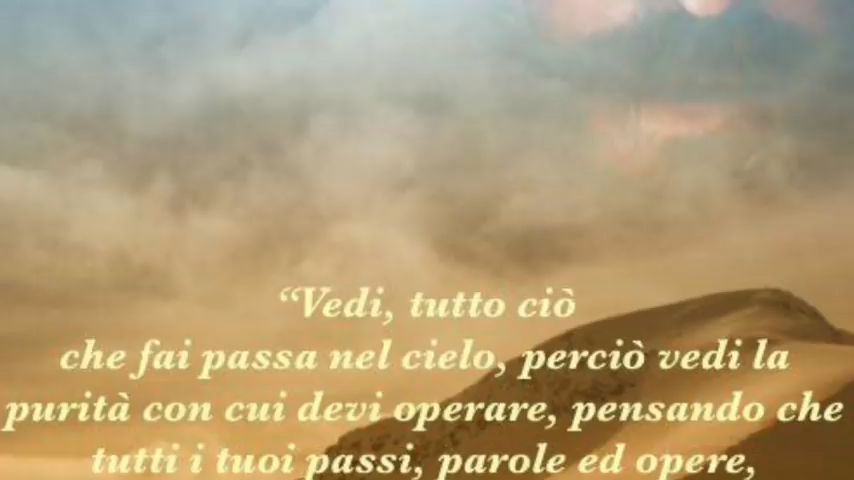 “Vedi, tutto ciò
che fai passa nel cielo, perciò vedi la
purità con cui devi operare, pensando che
tutti i tuoi passi, parole ed opere,